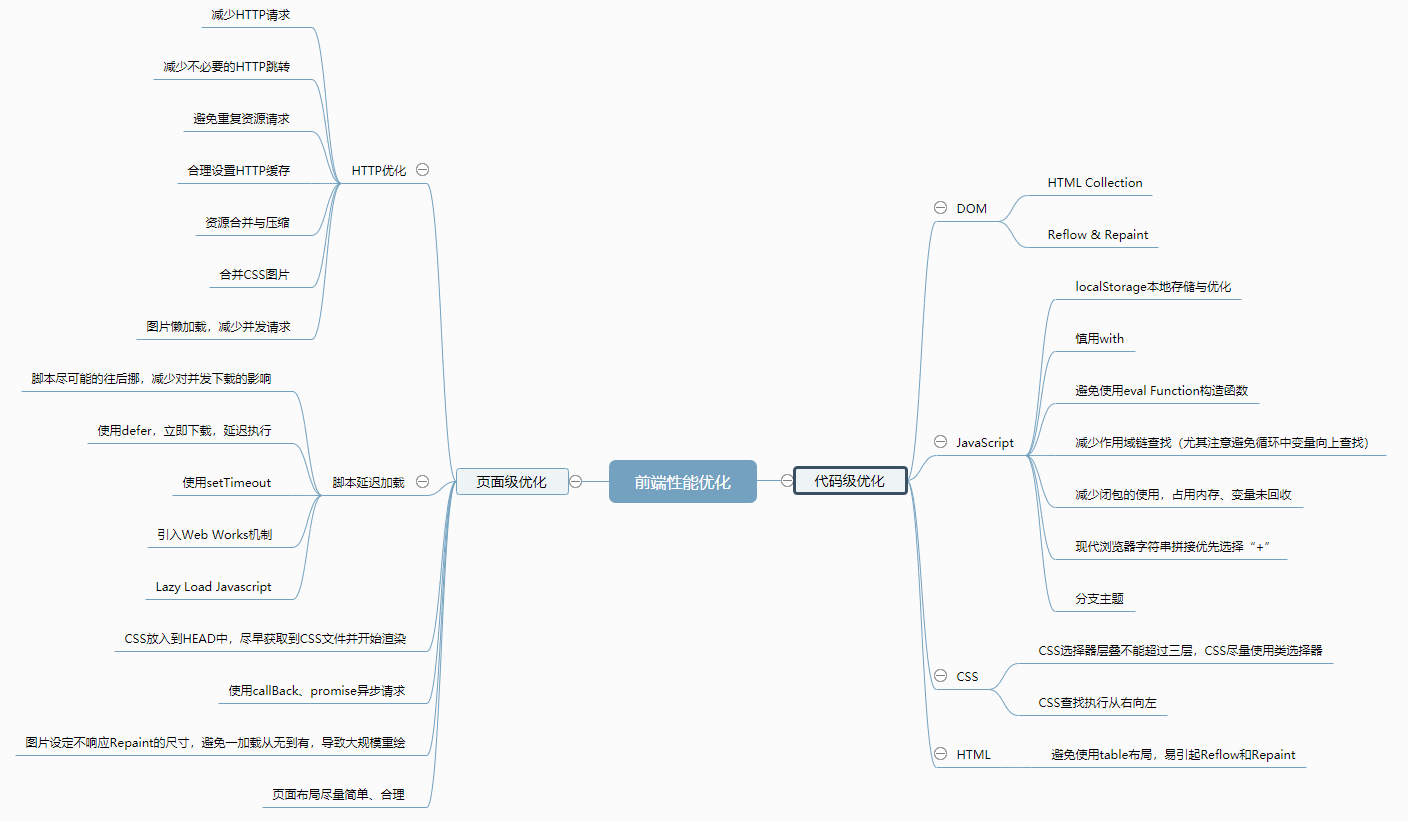 前端性能优化
页面级优化
HTTP优化
减少HTTP请求
减少不必要的HTTP跳转
避免重复资源请求
合理设置HTTP缓存
资源合并与压缩
合并CSS图片
图片懒加载，减少并发请求
脚本延迟加载
脚本尽可能的往后挪，减少对并发下载的影响
使用defer，立即下载，延迟执行
使用setTimeout
引入Web Works机制
Lazy Load Javascript
CSS放入到HEAD中，尽早获取到CSS文件并开始渲染
使用callBack、promise异步请求
图片设定不响应Repaint的尺寸，避免一加载从无到有，导致大规模重绘
页面布局尽量简单、合理
代码级优化
DOM
HTML Collection
Reflow & Repaint
JavaScript
localStorage本地存储与优化
慎用with
避免使用eval Function构造函数
减少作用域链查找（尤其注意避免循环中变量向上查找）
减少闭包的使用，占用内存、变量未回收
现代浏览器字符串拼接优先选择“+”
分支主题
CSS
CSS选择器层叠不能超过三层，CSS尽量使用类选择器
CSS查找执行从右向左
HTML
避免使用table布局，易引起Reflow和Repaint